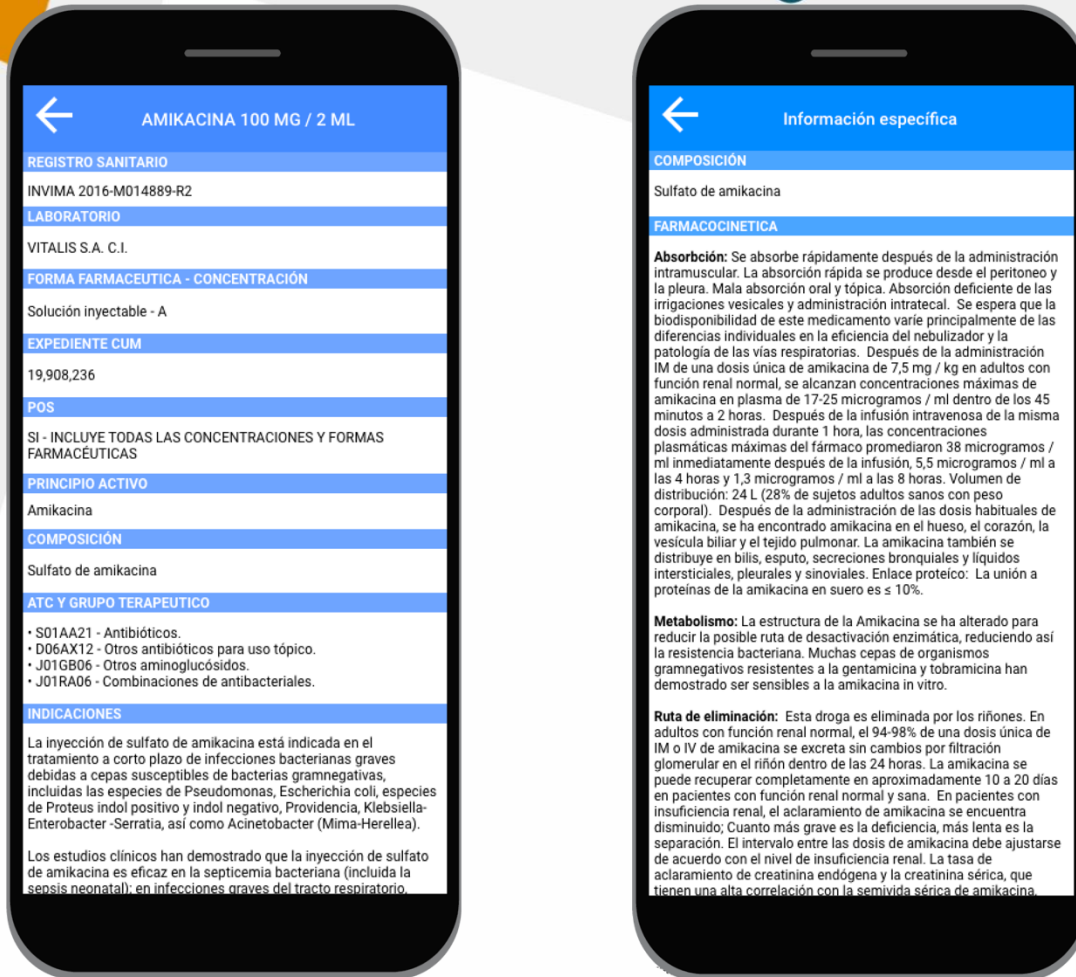 AMIKACINA 100 MG / 2 ML
REGISTRO SANITARIO
INVIMA 2016-M014889-R2
LABORATORIO
VITALIS S.A. C.I.
FORMA FARMACEUTICA - CONCENTRACIÓN
Solución inyectable - A
EXPEDIENTE CUM
19,908,236
POS
SI - INCLUYE TODAS LAS CONCENTRACIONES Y FORMAS
FARMACÉUTICAS
PRINCIPIO ACTIVO
Amikacina
COMPOSICIÓN
Sulfato de amikacina
ATC Y GRUPO TERAPEUTICO
• S01AA21 - Antibióticos.
• D06AX12 - Otros antibióticos para uso tópico.
• J01GB06 - Otros aminoglucósidos.
• J01RA06 - Combinaciones de antibacteriales.
INDICACIONES
La inyección de sulfato de amikacina está indicada en el
tratamiento a corto plazo de infecciones bacterianas graves
debidas a cepas susceptibles de bacterias gramnegativas,
incluidas las especies de Pseudomonas, Escherichia coli, especies
de Proteus indol positivo y indol negativo, Providencia, Klebsiella-
Enterobacter -Serratia, así como Acinetobacter (Mima-Herellea).
Los estudios clínicos han demostrado que la inyección de sulfato
de amikacina es eficaz en la septicemia bacteriana (incluida la
sepsis neonatal); en infecciones graves del tracto respiratorio,
Información específica
COMPOSICIÓN
Sulfato de amikacina
FARMACOCINETICA
Absorbción: Se absorbe rápidamente después de la administración
intramuscular. La absorción rápida se produce desde el peritoneo y
la pleura. Mala absorción oral y tópica. Absorción deficiente de las
irrigaciones vesicales y administración intratecal. Se espera que la
biodisponibilidad de este medicamento varíe principalmente de las
diferencias individuales en la eficiencia del nebulizador y la
patología de las vías respiratorias. Después de la administración
IM de una dosis única de amikacina de 7,5 mg / kg en adultos con
función renal normal, se alcanzan concentraciones máximas de
amikacina en plasma de 17-25 microgramos / ml dentro de los 45
minutos a 2 horas. Después de la infusión intravenosa de la misma
dosis administrada durante 1 hora, las concentraciones
plasmáticas máximas del fármaco promediaron 38 microgramos /
ml inmediatamente después de la infusión, 5,5 microgramos / ml a
las 4 horas y 1,3 microgramos / ml a las 8 horas. Volumen de
distribución: 24 L (28% de sujetos adultos sanos con peso
corporal). Después de la administración de las dosis habituales de
amikacina, se ha encontrado amikacina en el hueso, el corazón, la
vesícula biliar y el tejido pulmonar. La amikacina también se
distribuye en bilis, esputo, secreciones bronquiales y líquidos
intersticiales, pleurales y sinoviales. Enlace proteíco: La unión a
proteínas de la amikacina en suero es ≤ 10%.
Metabolismo: La estructura de la Amikacina se ha alterado para
reducir la posible ruta de desactivación enzimática, reduciendo así
la resistencia bacteriana. Muchas cepas de organismos
gramnegativos resistentes a la gentamicina y tobramicina han
demostrado ser sensibles a la amikacina in vitro.
Ruta de eliminación: Esta droga es eliminada por los riñones. En
adultos con función renal normal, el 94-98% de una dosis única de
IM o IV de amikacina se excreta sin cambios por filtración
glomerular en el riñón dentro de las 24 horas. La amikacina se
puede recuperar completamente en aproximadamente 10 a 20 días
en pacientes con función renal normal y sana. En pacientes con
insuficiencia renal, el aclaramiento de amikacina se encuentra
disminuido; Cuanto más grave es la deficiencia, más lenta es la
separación. El intervalo entre las dosis de amikacina debe ajustarse
de acuerdo con el nivel de insuficiencia renal. La tasa de
aclaramiento de creatinina endógena y la creatinina sérica, que
tienen una alta correlación con la semivida sérica de amikacina,